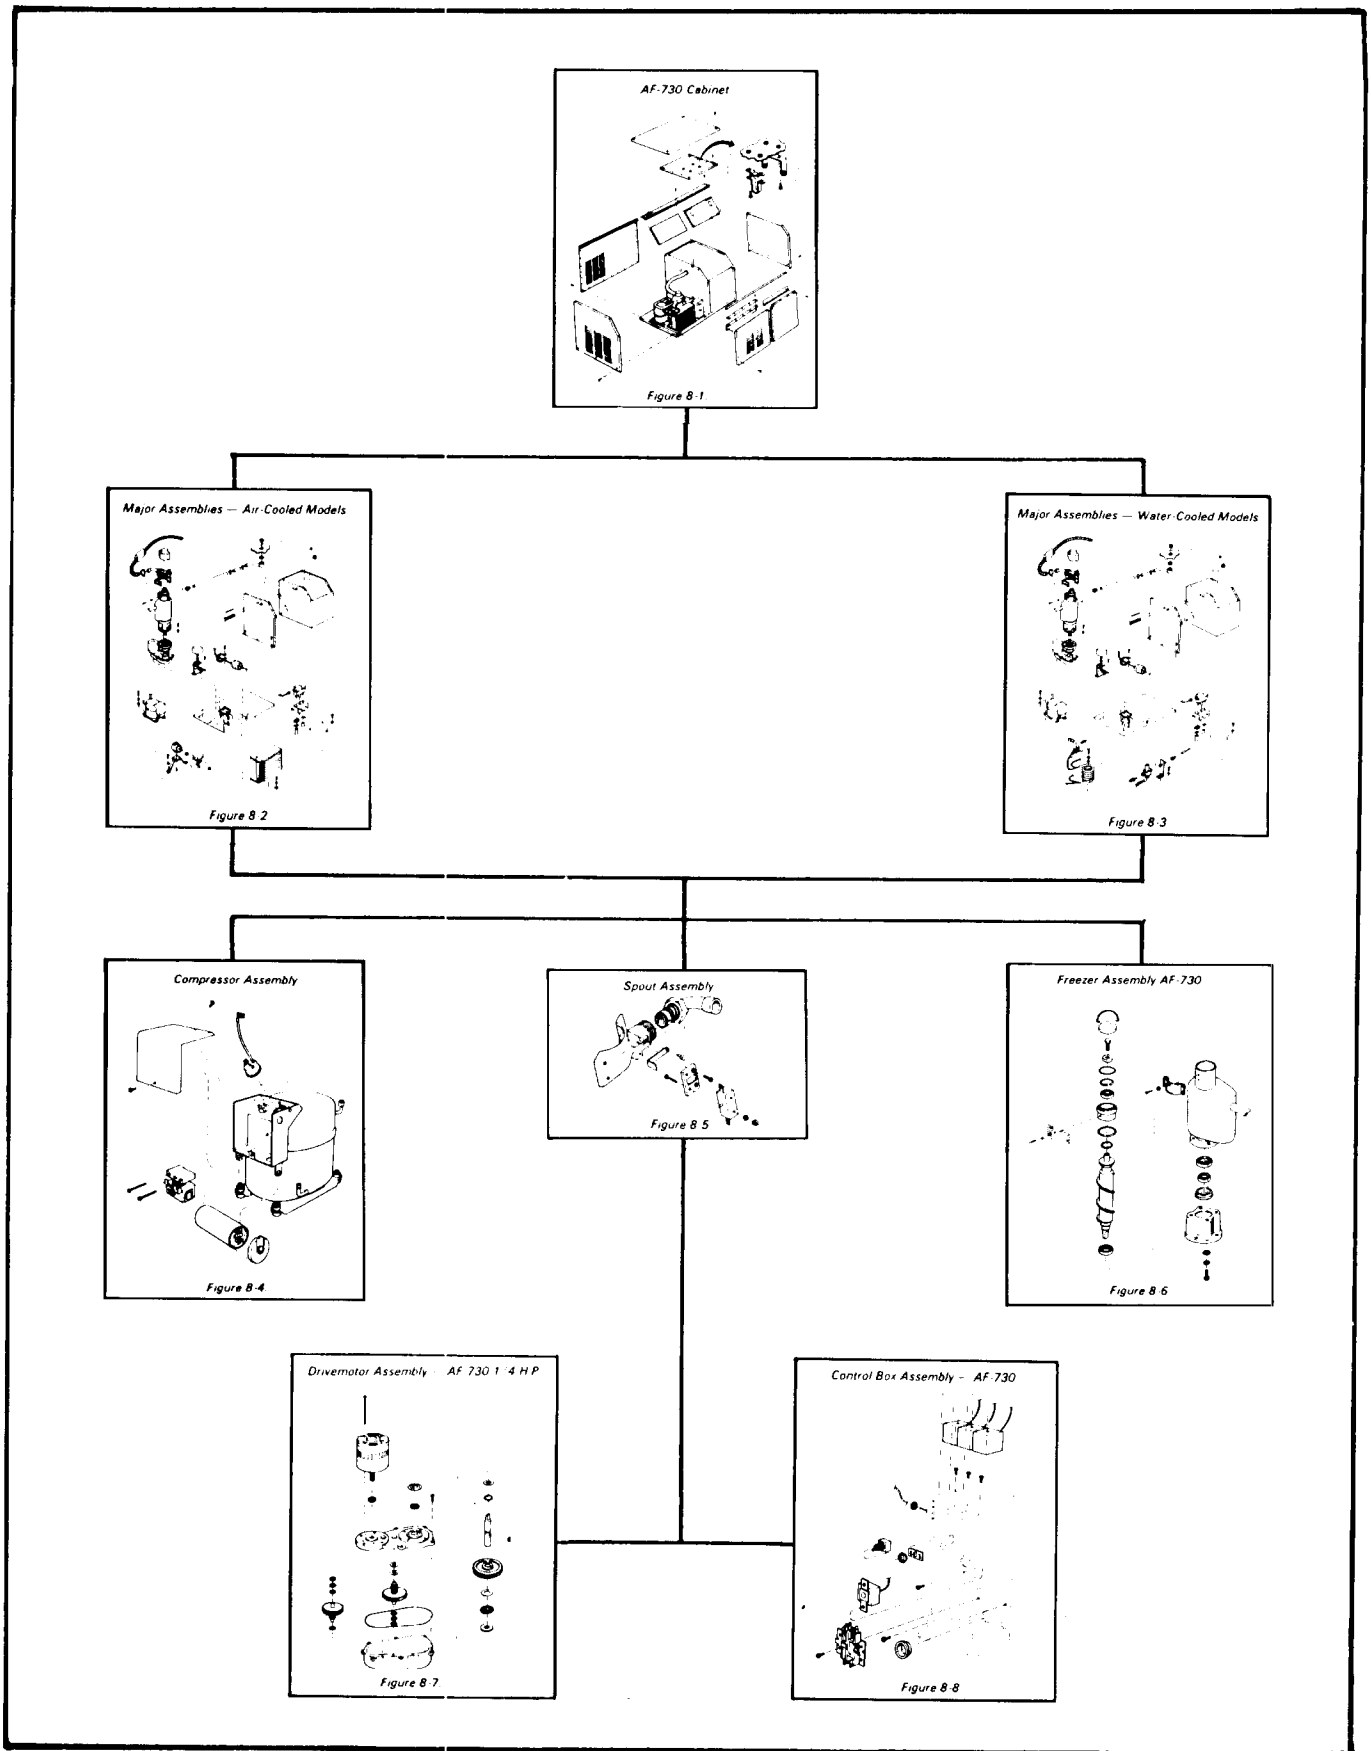 AF-730 Cabinet
Figure 8-1.
Major Assemblies — Air-Cooled Models
Figure 8-2
Major Assemblies — Water-Cooled Models
Figure 8-3
Compressor Assembly
Figure 8-4.
Spout Assembly
Figure 8-5
Freezer Assembly AF-730
Figure 8-6
Drivemotor Assembly - AF 730 1/4 H P
Figure 8-7.
Control Box Assembly - AF-730
Figure 8-8